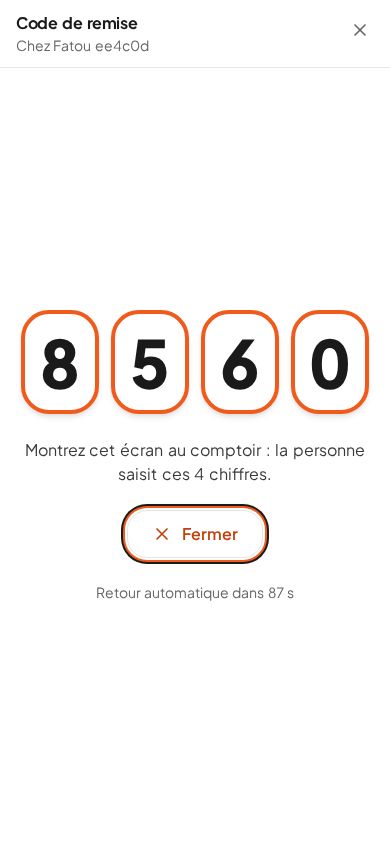 Code de remise
Chez Fatou ee4c0d
8 5 6 0
Montrez cet écran au comptoir : la personne
saisit ces 4 chiffres.
Fermer
Retour automatique dans 87 s